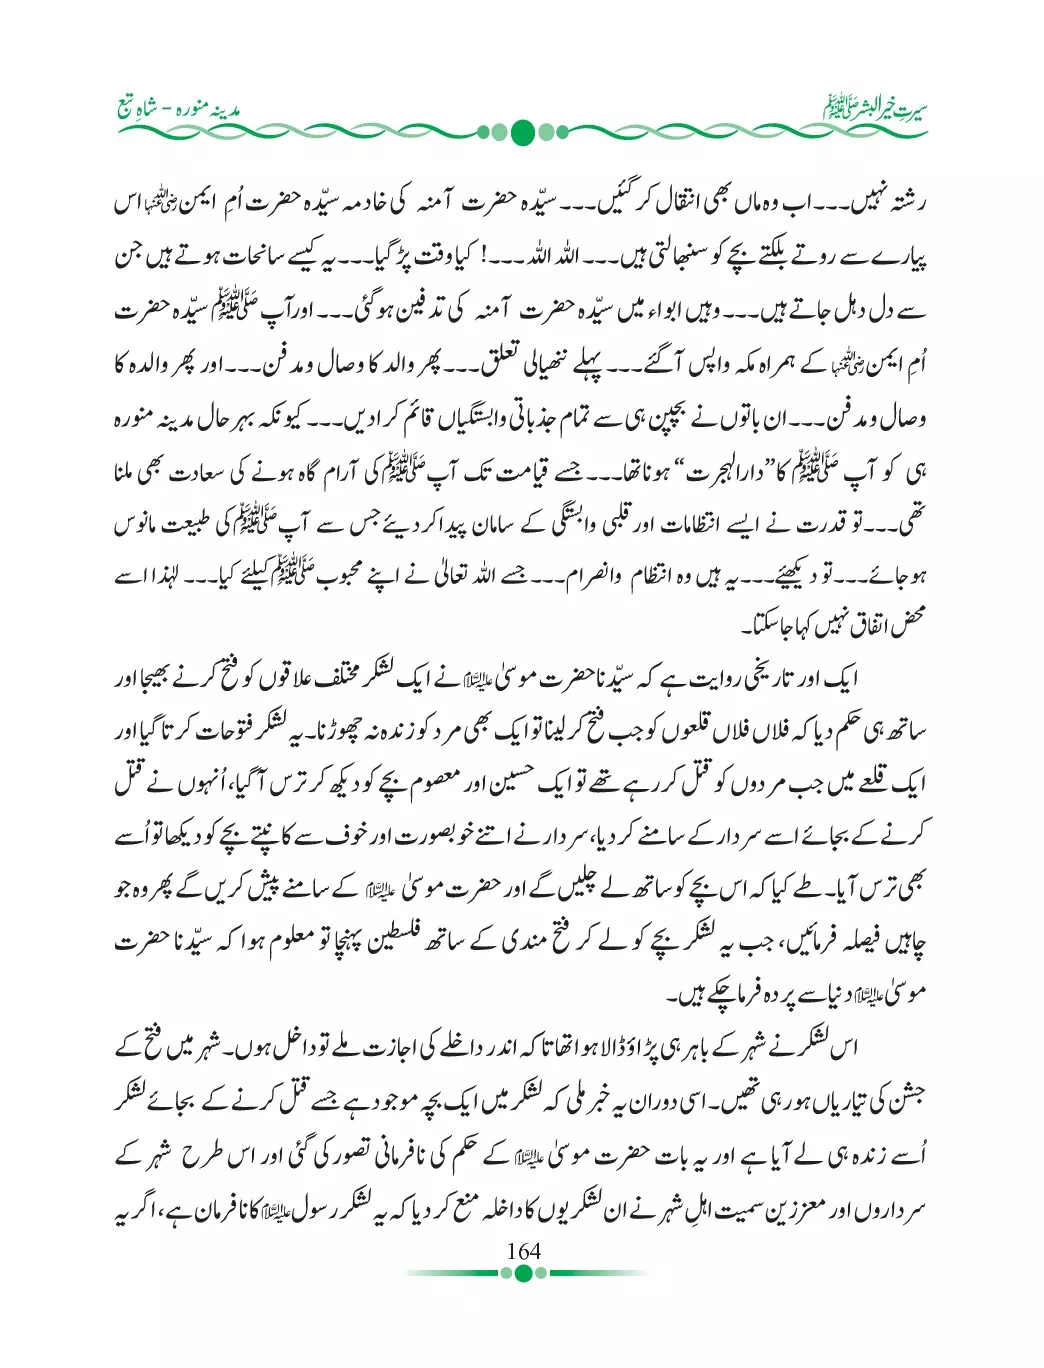 سیرتِ خیر البشر ﷺ
مدینہ منورہ - شاہِ تبع
رشتہ نہیں۔۔۔اب وہ ماں بھی انتقال کر گئیں۔۔۔ سیّدہ حضرت آمنہ کی خادمہ سیّدہ حضرت اُمِ ایمن رضی اللہ عنہا اس
پیارے سے روتے بلکتے بچے کو سنبھالتی ہیں۔۔۔ اللہ اللہ ۔۔۔! کیا وقت پڑ گیا۔۔۔ یہ کیسے سانحات ہوتے ہیں جن
سے دل دہل جاتے ہیں۔۔۔ وہیں ابواء میں سیّدہ حضرت آمنہ کی تدفین ہو گئی۔۔۔ اور آپ ﷺ سیّدہ حضرت
اُمِ ایمن رضی اللہ عنہا کے ہمراہ مکہ واپس آ گئے۔۔۔ پہلے ننھیالی تعلق۔۔۔ پھر والد کا وصال و مدفن۔۔۔ اور پھر والدہ کا
وصال و مدفن۔۔۔ ان باتوں نے بچپن ہی سے تمام جذباتی وابستگیاں قائم کرا دیں۔۔۔ کیونکہ بہرحال مدینہ منورہ
ہی کو آپ ﷺ کا ”دارالہجرت“ ہونا تھا۔۔۔ جسے قیامت تک آپ ﷺ کی آرام گاہ ہونے کی سعادت بھی ملنا
تھی۔۔۔ تو قدرت نے ایسے انتظامات اور قلبی وابستگی کے سامان پیدا کر دیئے جس سے آپ ﷺ کی طبیعت مانوس
ہو جائے۔۔۔ تو دیکھئے۔۔۔ یہ ہیں وہ انتظام وانصرام۔۔۔ جسے اللہ تعالیٰ نے اپنے محبوب ﷺ کیلئے کیا۔۔۔ لہٰذا اسے
محض اتفاق نہیں کہا جا سکتا۔
ایک اور تاریخی روایت ہے کہ سیّدنا حضرت موسیٰ علیہ السلام نے ایک لشکر مختلف علاقوں کو فتح کرنے بھیجا اور
ساتھ ہی حکم دیا کہ فلاں فلاں قلعوں کو جب فتح کر لینا تو ایک بھی مرد کو زندہ نہ چھوڑنا۔ یہ لشکر فتوحات کرتا گیا اور
ایک قلعے میں جب مردوں کو قتل کر رہے تھے تو ایک حسین اور معصوم بچے کو دیکھ کر ترس آ گیا، اُنہوں نے قتل
کرنے کے بجائے اسے سردار کے سامنے کر دیا، سردار نے اتنے خوبصورت اور خوف سے کانپتے بچے کو دیکھا تو اُسے
بھی ترس آیا۔ طے کیا کہ اس بچے کو ساتھ لے چلیں گے اور حضرت موسیٰ علیہ السلام کے سامنے پیش کریں گے پھر وہ جو
چاہیں فیصلہ فرمائیں، جب یہ لشکر بچے کو لے کر فتح مندی کے ساتھ فلسطین پہنچا تو معلوم ہوا کہ سیّدنا حضرت
موسیٰ علیہ السلام دنیا سے پردہ فرما چکے ہیں۔
اس لشکر نے شہر کے باہر ہی پڑاؤ ڈالا ہوا تھا تا کہ اندر داخلے کی اجازت ملے تو داخل ہوں۔ شہر میں فتح کے
جشن کی تیاریاں ہو رہی تھیں۔ اسی دوران یہ خبر ملی کہ لشکر میں ایک بچہ موجود ہے جسے قتل کرنے کے بجائے لشکر
اُسے زندہ ہی لے آیا ہے اور یہ بات حضرت موسیٰ علیہ السلام کے حکم کی نافرمانی تصور کی گئی اور اس طرح شہر کے
سرداروں اور معززین سمیت اہلِ شہر نے ان لشکریوں کا داخلہ منع کر دیا کہ یہ لشکر رسول علیہ السلام کا نافرمان ہے، اگر یہ
164